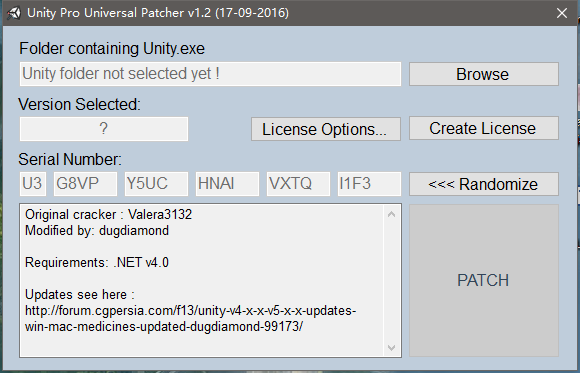 Unity Pro Universal Patcher v1.2 (17-09-2016)
Folder containing Unity.exe
Unity folder not selected yet !
Browse
Version Selected:
?
License Options...
Create License
Serial Number:
U3 G8VP Y5UC HNAI VXTQ I1F3
<<< Randomize
Original cracker : Valera3132
Modified by: dugdiamond
Requirements: .NET v4.0
Updates see here :
http://forum.cgpersia.com/f13/unity-v4-x-x-v5-x-x-updates-
win-mac-medicines-updated-dugdiamond-99173/
PATCH